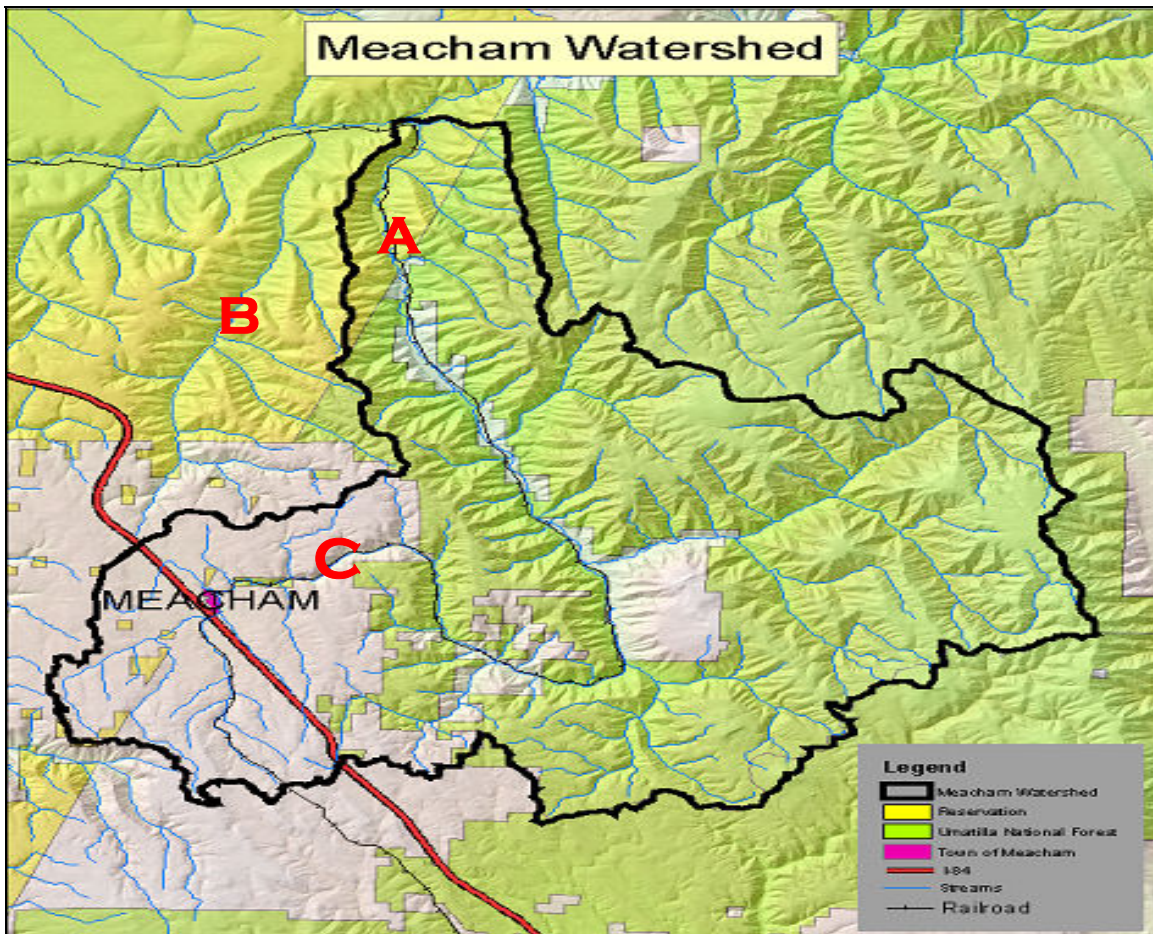 Meacham Watershed
A
B
C
MEACHAM
Legend
Meacham Watershed
Reservation
Umatilla National Forest
Town of Meacham
I-84
Streams
Railroad